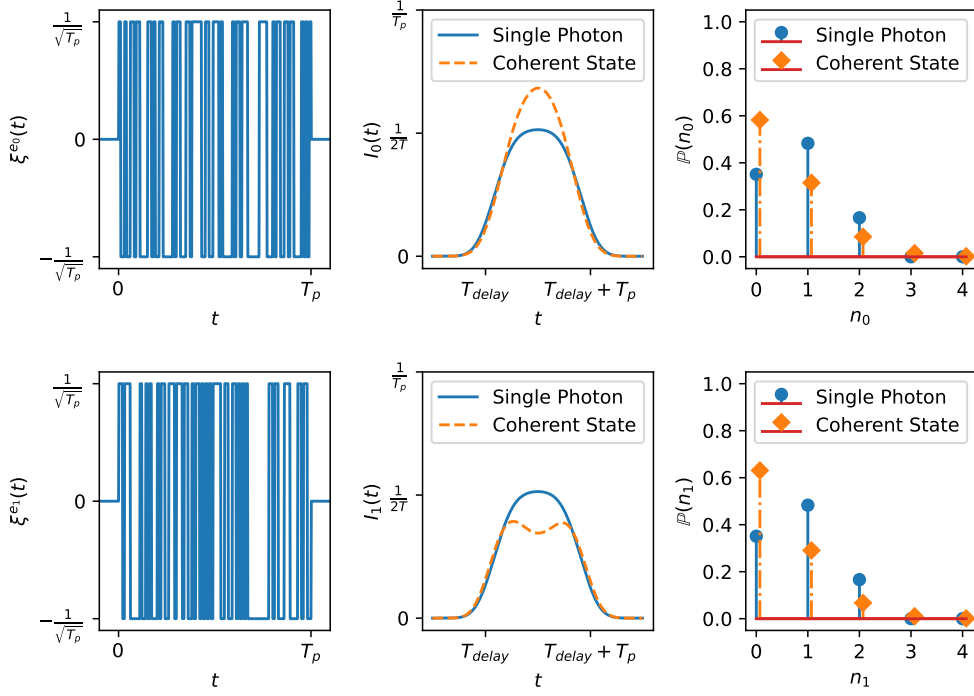 1/√T_p
0
−1/√T_p
ξ^{e_0}(t)
0 T_p
t
1/T_p
1/2T
0
I_0(t)
Single Photon
Coherent State
T_delay T_delay + T_p
t
1.0
0.8
0.6
0.4
0.2
0.0
ℙ(n_0)
Single Photon
Coherent State
0 1 2 3 4
n_0
1/√T_p
0
−1/√T_p
ξ^{e_1}(t)
0 T_p
t
1/T_p
1/2T
0
I_1(t)
Single Photon
Coherent State
T_delay T_delay + T_p
t
1.0
0.8
0.6
0.4
0.2
0.0
ℙ(n_1)
Single Photon
Coherent State
0 1 2 3 4
n_1